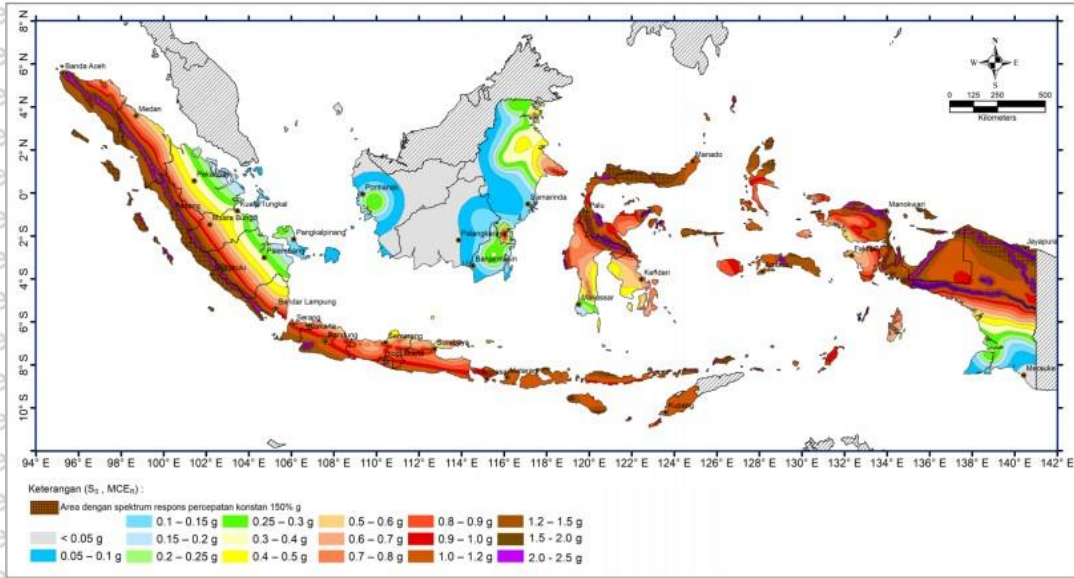 8° N
6° N
4° N
2° N
0°
2° S
4° S
6° S
8° S
10° S
N
W E
S
0 125 250 500
Kilometers
Banda Aceh
Medan
Pekanbaru
Kuala Tungkal
Padang
Muara Bungo
Pangkalpinang
Palembang
Bengkulu
Bandar Lampung
Serang
Jakarta
Bandung
Semarang
Yogyakarta
Surabaya
Mataram
Kupang
Pontianak
Palangkaraya
Banjarmasin
Samarinda
Manado
Palu
Kendari
Makassar
Manokwari
Jayapura
Merauke
94° E 96° E 98° E 100° E 102° E 104° E 106° E 108° E 110° E 112° E 114° E 116° E 118° E 120° E 122° E 124° E 126° E 128° E 130° E 132° E 134° E 136° E 138° E 140° E 142° E
Keterangan (Sₛ , MCEᵣ) :
Area dengan spektrum respons percepatan konstan 150% g
0.1 – 0.15 g 0.25 – 0.3 g 0.5 – 0.6 g 0.8 – 0.9 g 1.2 – 1.5 g
< 0.05 g 0.15 – 0.2 g 0.3 – 0.4 g 0.6 – 0.7 g 0.9 – 1.0 g 1.5 - 2.0 g
0.05 – 0.1 g 0.2 – 0.25 g 0.4 – 0.5 g 0.7 – 0.8 g 1.0 – 1.2 g 2.0 - 2.5 g